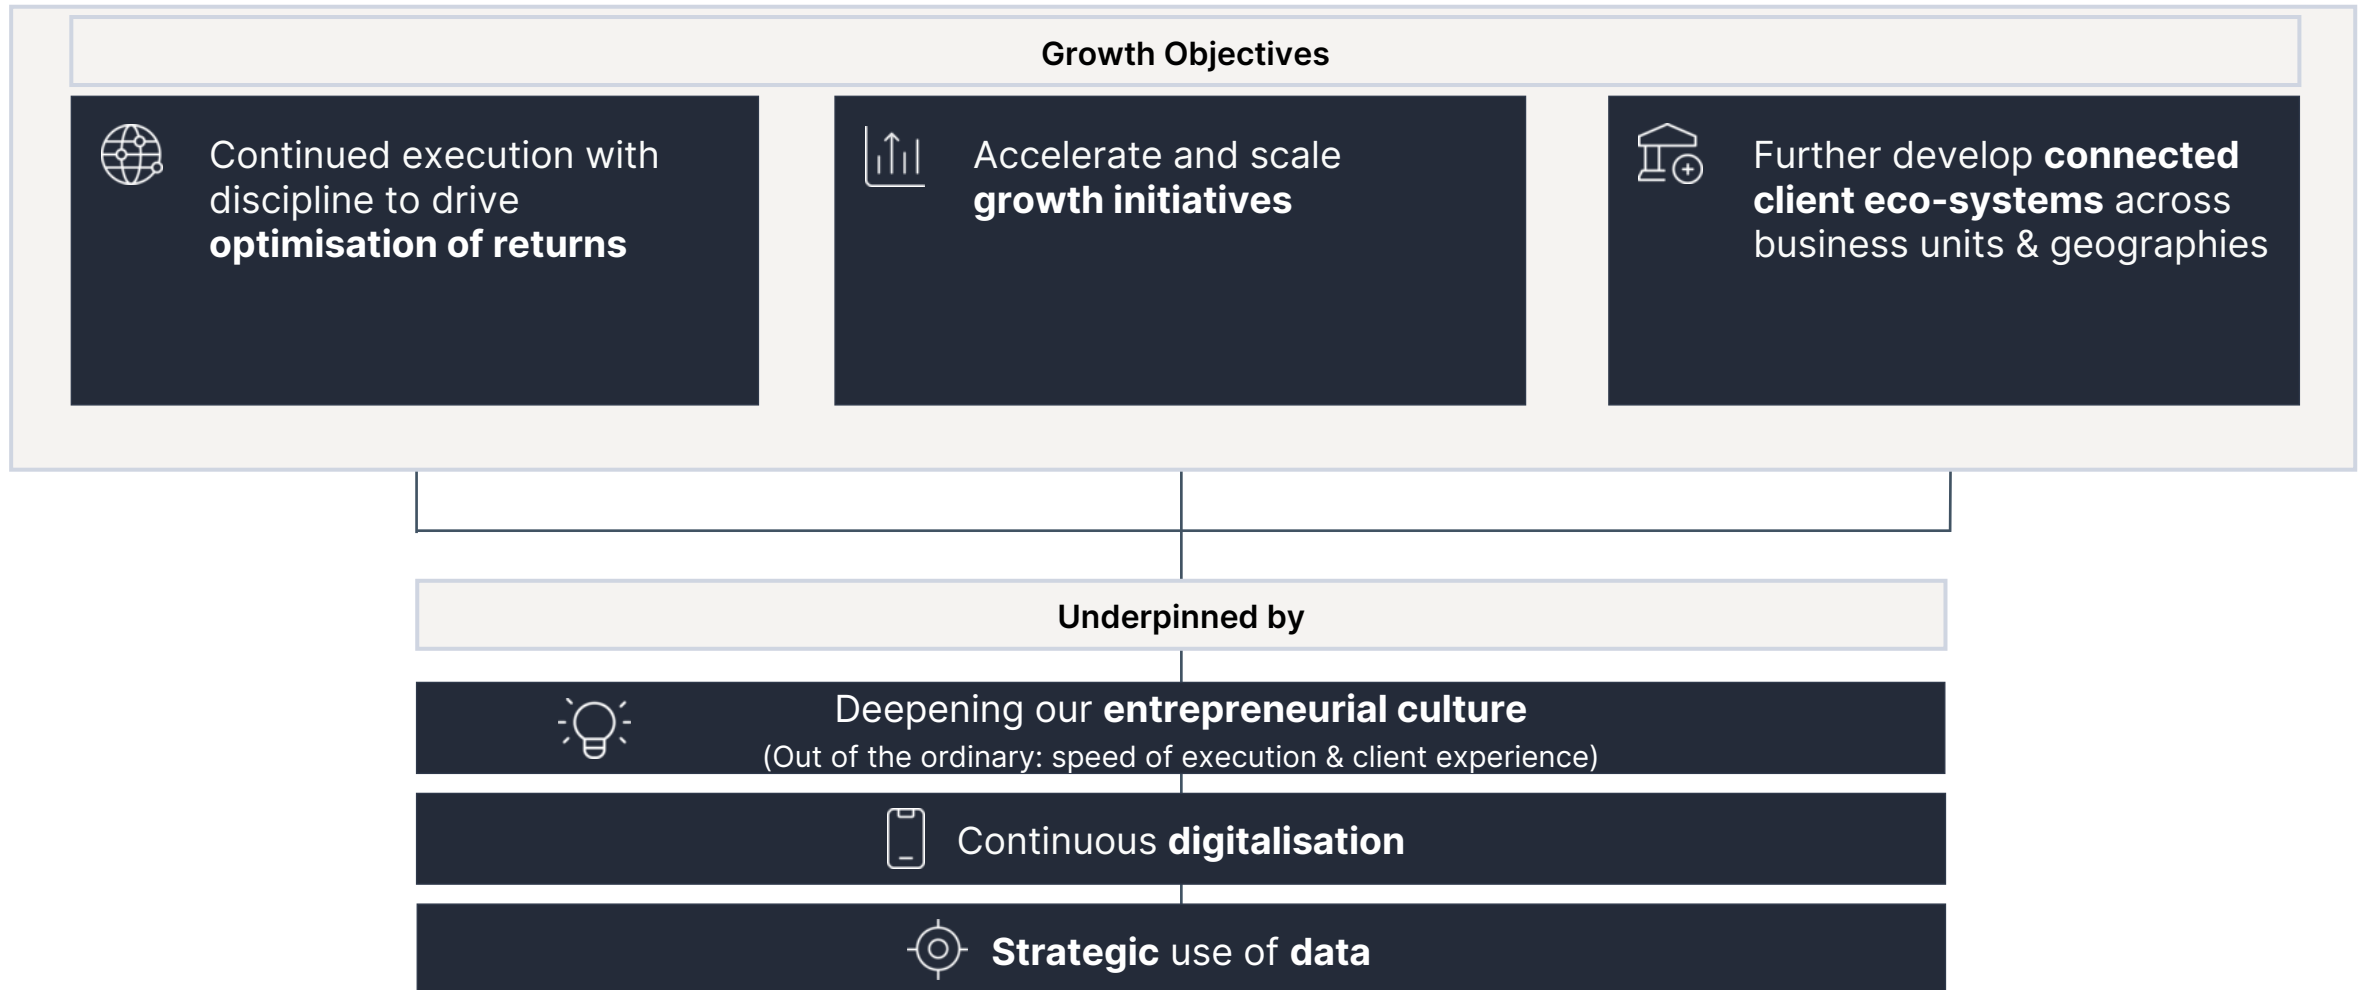 Growth Objectives
Continued execution with
discipline to drive
optimisation of returns
Accelerate and scale
growth initiatives
Further develop connected
client eco-systems across
business units & geographies
Underpinned by
Deepening our entrepreneurial culture
(Out of the ordinary: speed of execution & client experience)
Continuous digitalisation
Strategic use of data